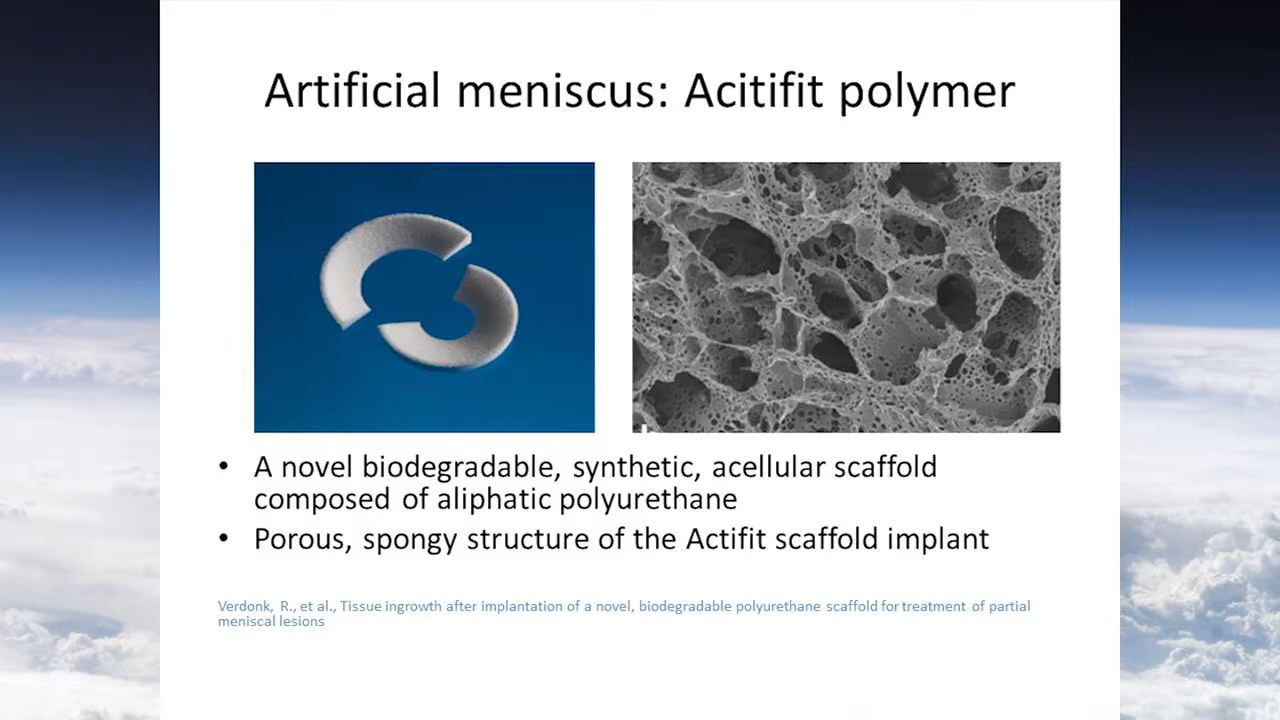 Artificial meniscus: Acitifit polymer
• A novel biodegradable, synthetic, acellular scaffold
composed of aliphatic polyurethane
• Porous, spongy structure of the Actifit scaffold implant
Verdonk, R., et al., Tissue ingrowth after implantation of a novel, biodegradable polyurethane scaffold for treatment of partial
meniscal lesions